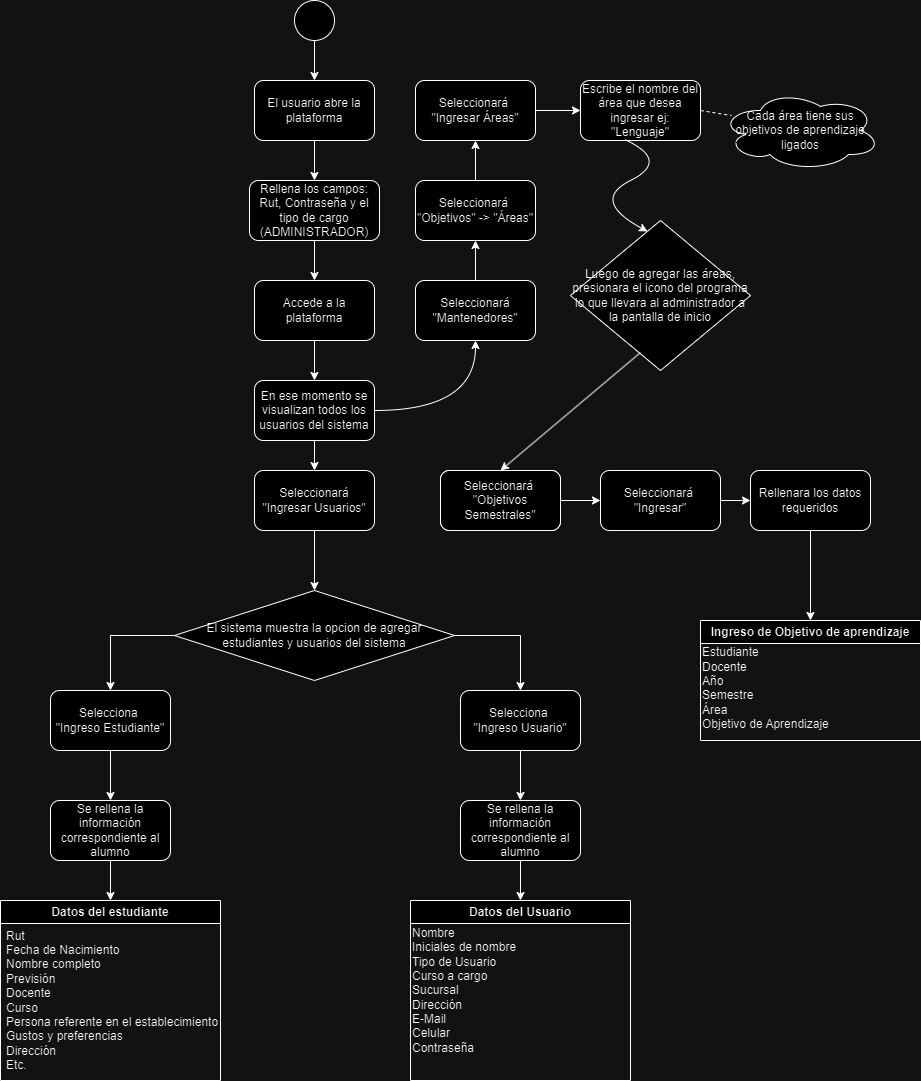 El usuario abre la
plataforma
Rellena los campos:
Rut, Contraseña y el
tipo de cargo
(ADMINISTRADOR)
Accede a la
plataforma
En ese momento se
visualizan todos los
usuarios del sistema
Seleccionará
"Mantenedores"
Seleccionará
"Objetivos" -> "Áreas"
Seleccionará
"Ingresar Áreas"
Escribe el nombre del
área que desea
ingresar ej:
"Lenguaje"
Cada área tiene sus
objetivos de aprendizaje
ligados
Luego de agregar las áreas,
presionara el icono del programa
lo que llevara al administrador a
la pantalla de inicio
Seleccionará
"Objetivos
Semestrales"
Seleccionará
"Ingresar"
Rellenara los datos
requeridos
Ingreso de Objetivo de aprendizaje
Estudiante
Docente
Año
Semestre
Área
Objetivo de Aprendizaje
Seleccionará
"Ingresar Usuarios"
El sistema muestra la opcion de agregar
estudiantes y usuarios del sistema
Selecciona
"Ingreso Estudiante"
Se rellena la
información
correspondiente al
alumno
Datos del estudiante
Rut
Fecha de Nacimiento
Nombre completo
Previsión
Docente
Curso
Persona referente en el establecimiento
Gustos y preferencias
Dirección
Etc.
Selecciona
"Ingreso Usuario"
Se rellena la
información
correspondiente al
alumno
Datos del Usuario
Nombre
Iniciales de nombre
Tipo de Usuario
Curso a cargo
Sucursal
Dirección
E-Mail
Celular
Contraseña